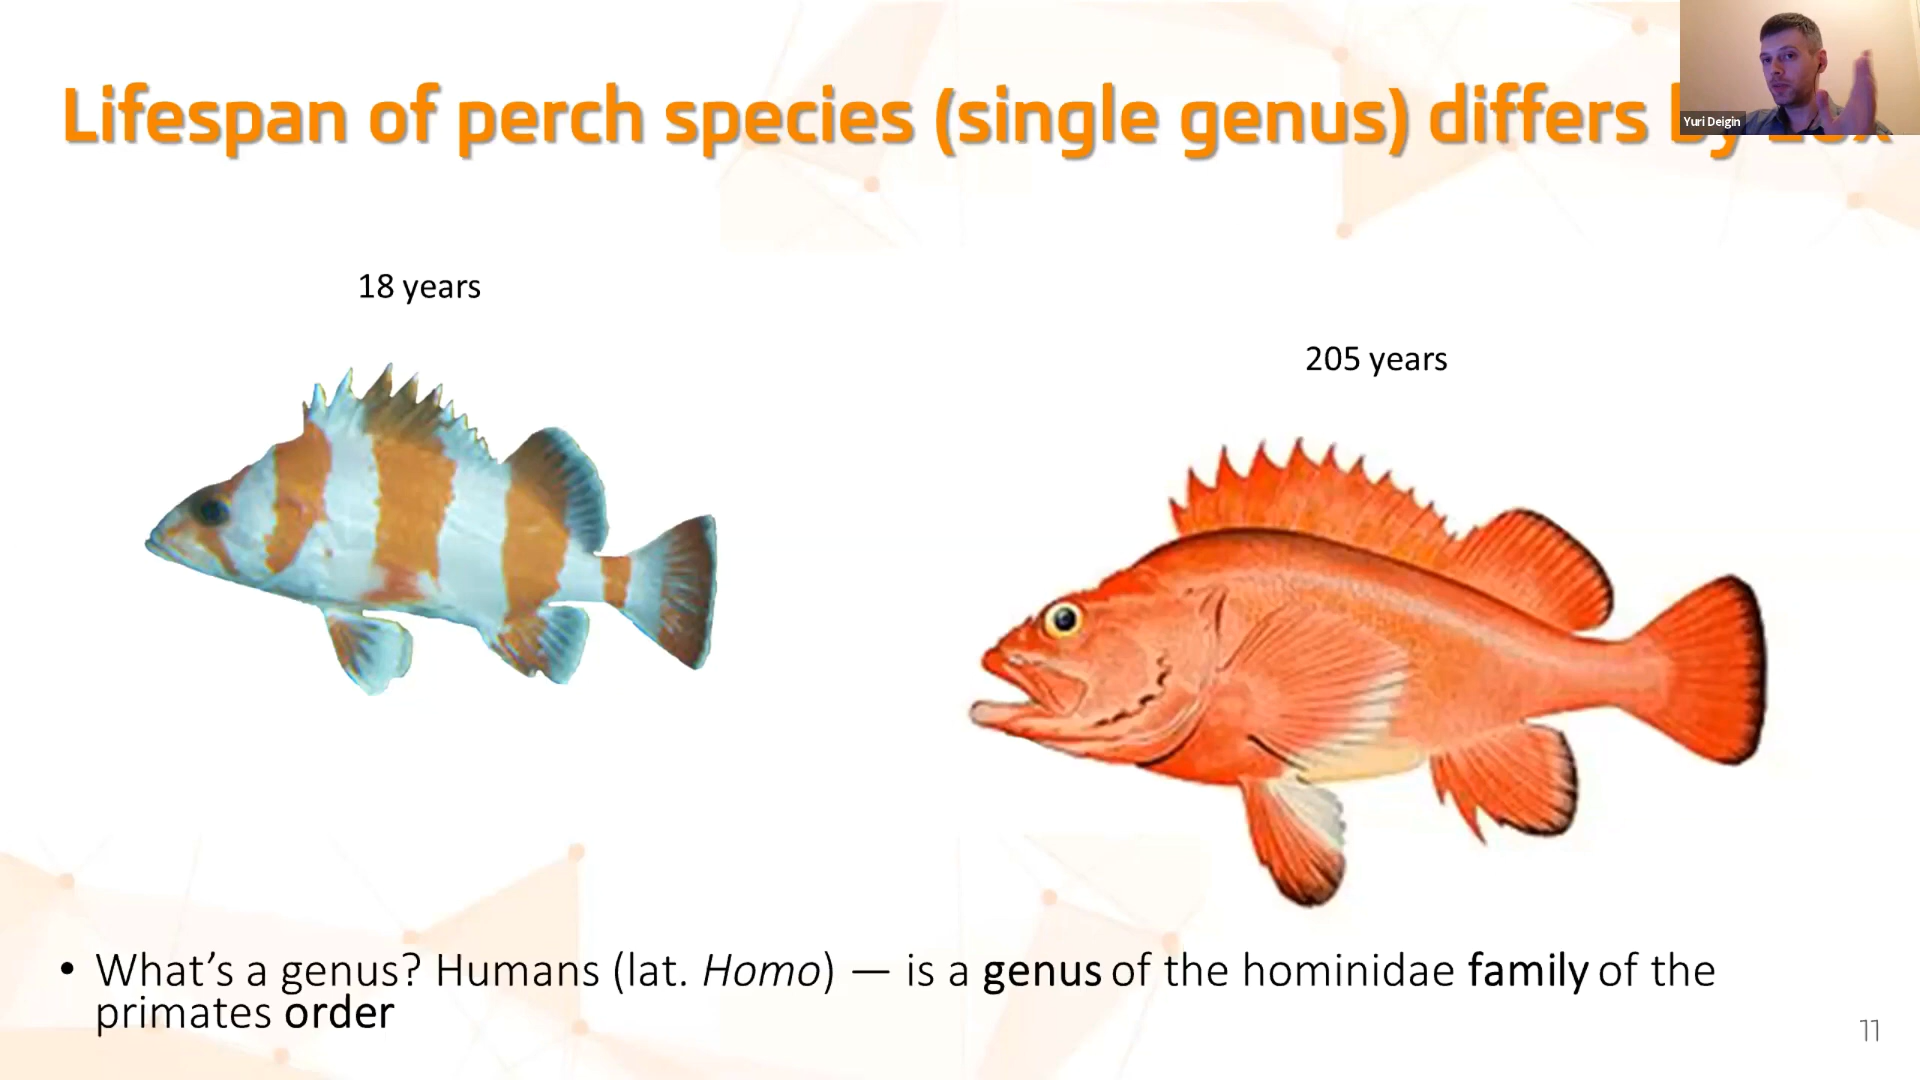 Lifespan of perch species (single genus) differs
Yuri Deigin
18 years
205 years
• What's a genus? Humans (lat. Homo) — is a genus of the hominidae family of the
primates order
11